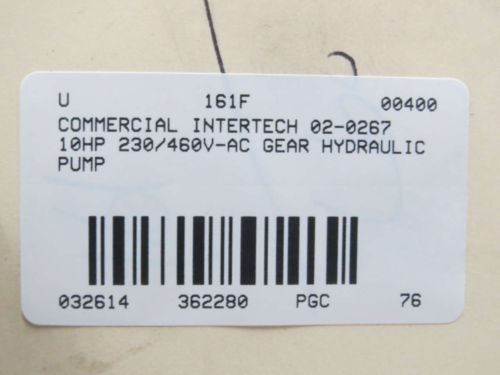 U 161F 00400
COMMERCIAL INTERTECH 02-0267
10HP 230/460V-AC GEAR HYDRAULIC
PUMP
032614 362280 PGC 76